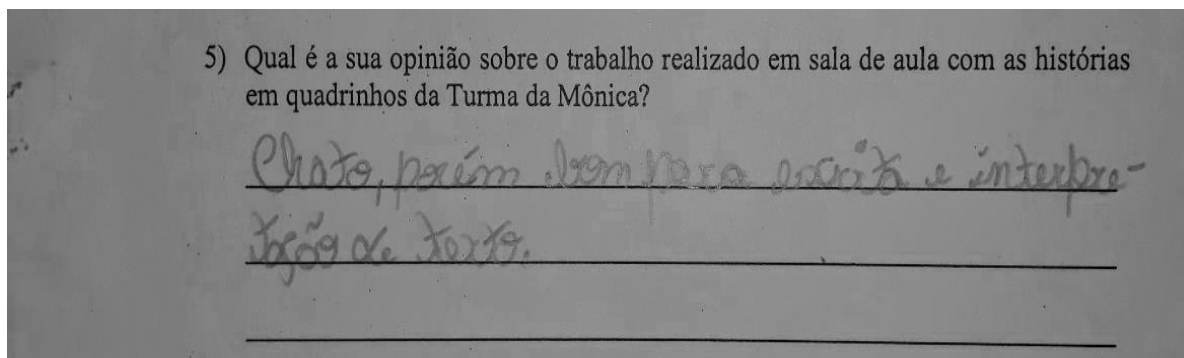 5) Qual é a sua opinião sobre o trabalho realizado em sala de aula com as histórias
em quadrinhos da Turma da Mônica?
Chato, porém bom para escrita e interpre-
tação de texto.